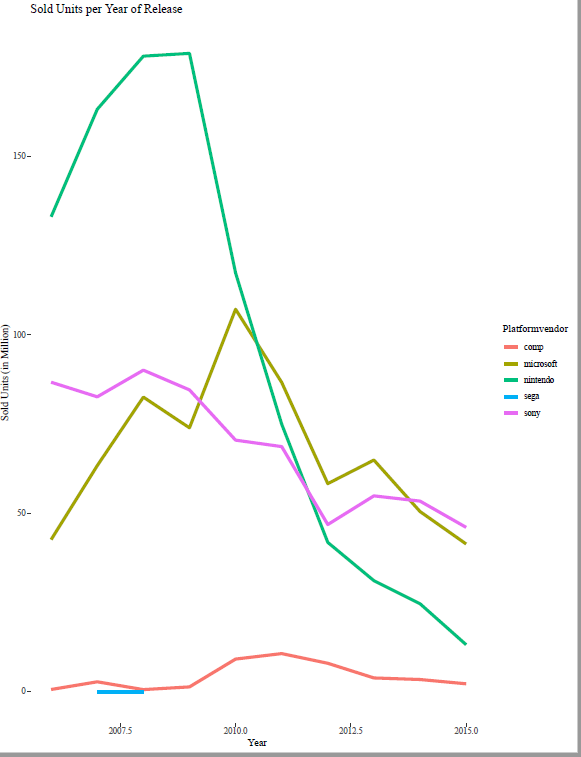 Sold Units per Year of Release
150
100
50
0
Sold Units (in Million)
2007.5
2010.0
2012.5
2015.0
Year
Platformvendor
comp
microsoft
nintendo
sega
sony